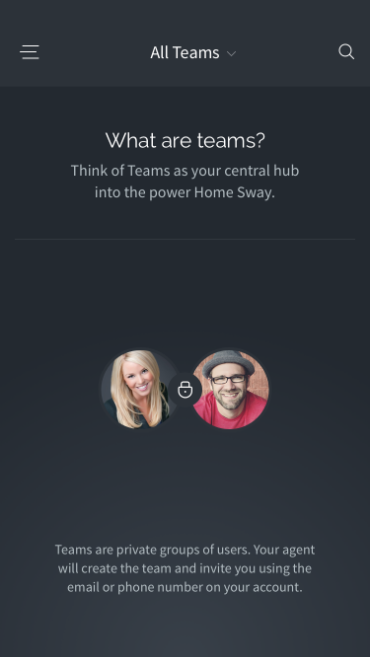 All Teams
What are teams?
Think of Teams as your central hub
into the power Home Sway.
Teams are private groups of users. Your agent
will create the team and invite you using the
email or phone number on your account.